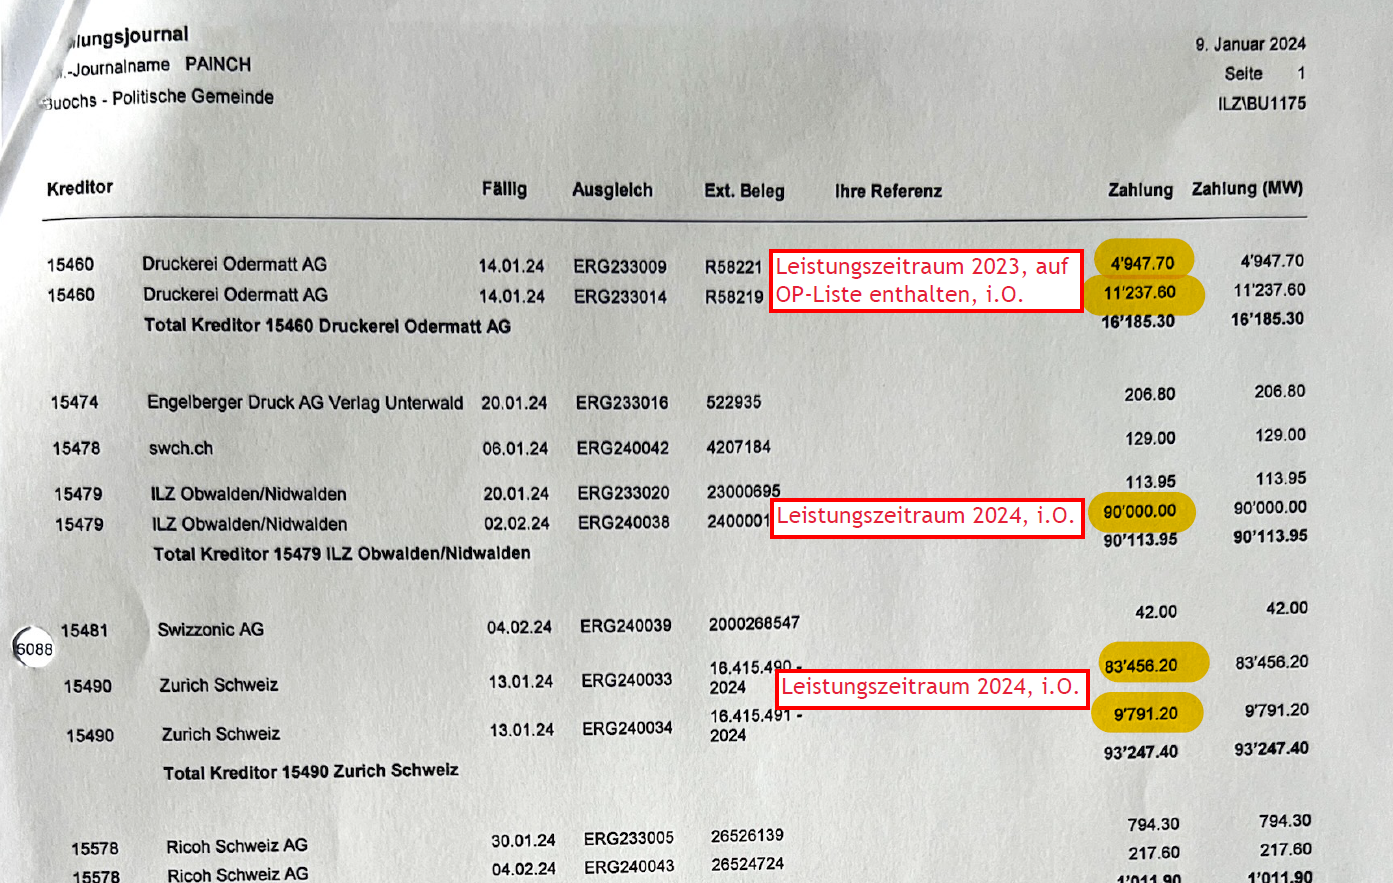 lungsjournal
-Journalname PAINCH
Buochs - Politische Gemeinde
9. Januar 2024
Seite 1
ILZ\BU1175
Kreditor Fällig Ausgleich Ext. Beleg Ihre Referenz Zahlung Zahlung (MW)
15460 Druckerei Odermatt AG 14.01.24 ERG233009 R58221 4'947.70 4'947.70
15460 Druckerei Odermatt AG 14.01.24 ERG233014 R58219 11'237.60 11'237.60
Leistungszeitraum 2023, auf
OP-Liste enthalten, i.O.
Total Kreditor 15460 Druckerei Odermatt AG 16'185.30 16'185.30
15474 Engelberger Druck AG Verlag Unterwald 20.01.24 ERG233016 522935 206.80 206.80
15478 swch.ch 06.01.24 ERG240042 4207184 129.00 129.00
15479 ILZ Obwalden/Nidwalden 20.01.24 ERG233020 23000695 113.95 113.95
15479 ILZ Obwalden/Nidwalden 02.02.24 ERG240038 2400001 90'000.00 90'000.00
Leistungszeitraum 2024, i.O.
Total Kreditor 15479 ILZ Obwalden/Nidwalden 90'113.95 90'113.95
15481 Swizzonic AG 04.02.24 ERG240039 2000268547 42.00 42.00
6088
15490 Zurich Schweiz 13.01.24 ERG240033 16.415.490 - 83'456.20 83'456.20
2024
Leistungszeitraum 2024, i.O.
15490 Zurich Schweiz 13.01.24 ERG240034 16.415.491 - 9'791.20 9'791.20
2024
Total Kreditor 15490 Zurich Schweiz 93'247.40 93'247.40
15578 Ricoh Schweiz AG 30.01.24 ERG233005 26526139 794.30 794.30
15578 Ricoh Schweiz AG 04.02.24 ERG240043 26524724 217.60 217.60
1'011.90 1'011.90